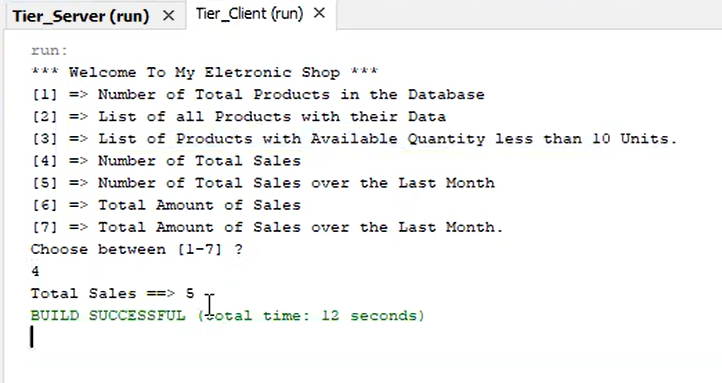 Tier_Server (run) × Tier_Client (run) ×
run:
*** Welcome To My Eletronic Shop ***
[1] => Number of Total Products in the Database
[2] => List of all Products with their Data
[3] => List of Products with Available Quantity less than 10 Units.
[4] => Number of Total Sales
[5] => Number of Total Sales over the Last Month
[6] => Total Amount of Sales
[7] => Total Amount of Sales over the Last Month.
Choose between [1-7] ?
4
Total Sales ==> 5
BUILD SUCCESSFUL (total time: 12 seconds)